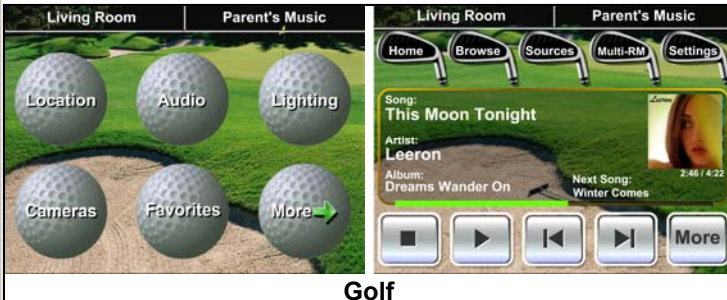 Living Room Parent's Music
Location Audio Lighting
Cameras Favorites More
Living Room Parent's Music
Home Browse Sources Multi-RM Settings
Song:
This Moon Tonight
Artist:
Leeron
Album:
Dreams Wander On
Leeron
2:46 / 4:22
Next Song:
Winter Comes
More
Golf